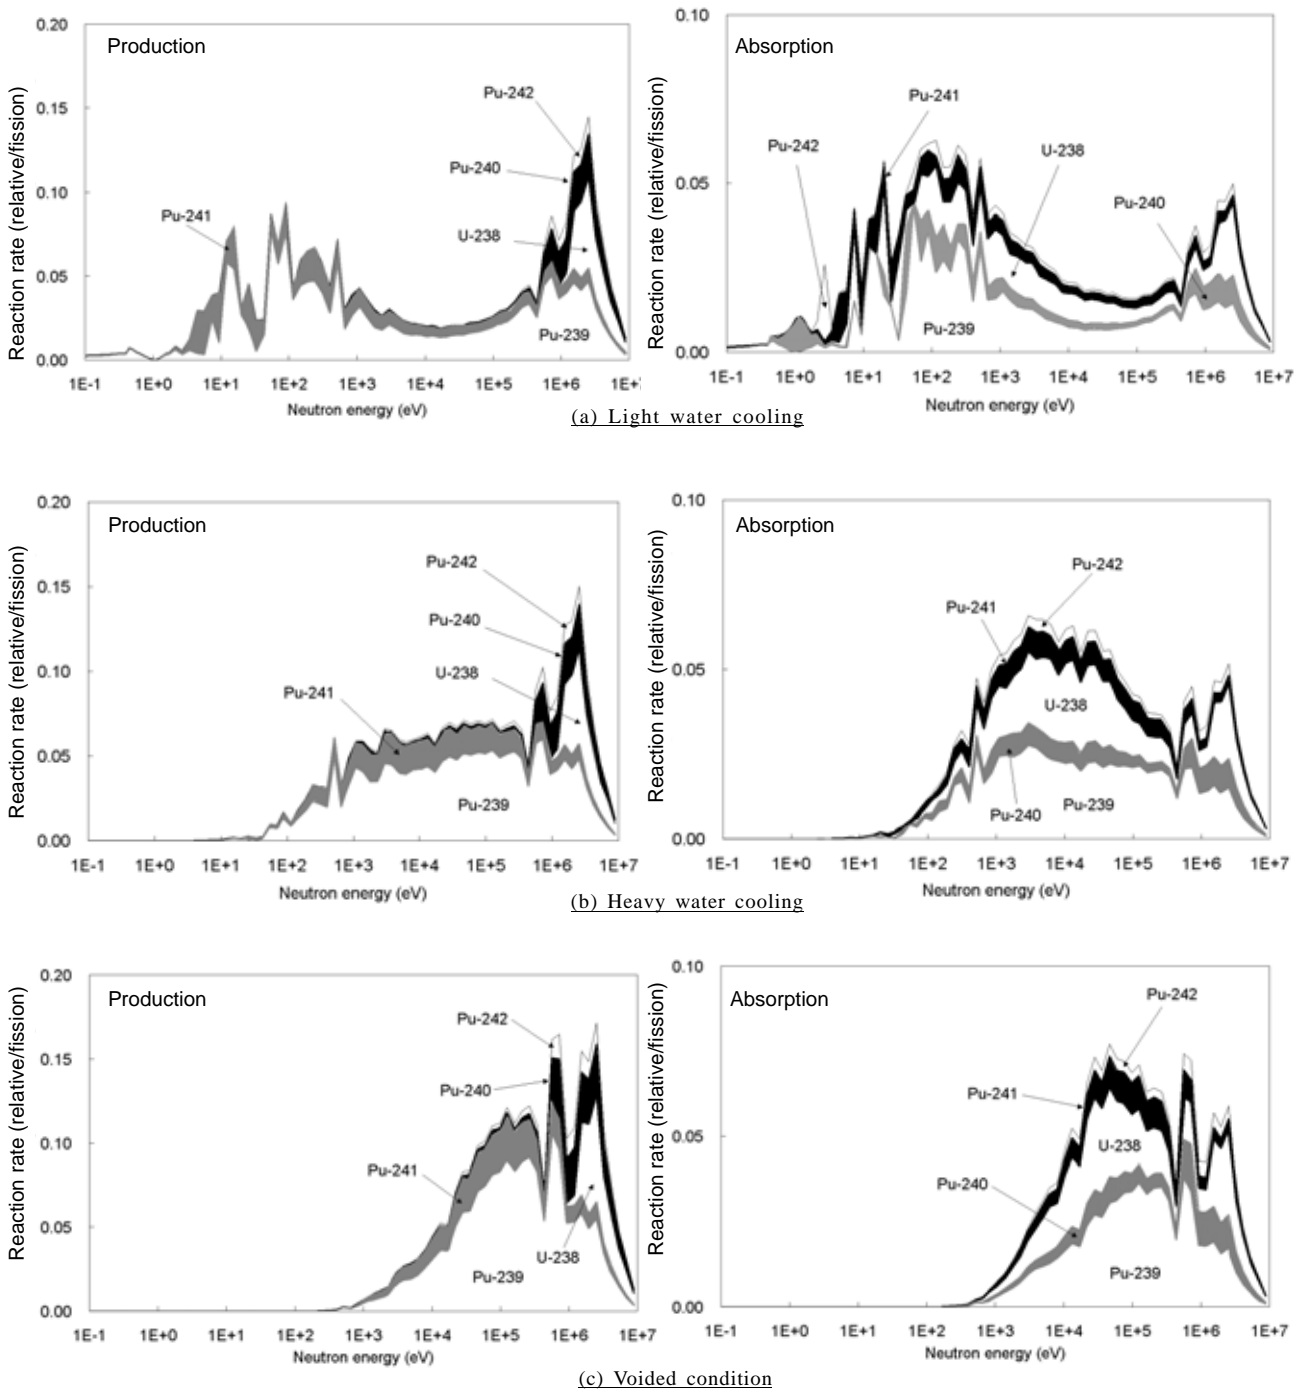 Production
Reaction rate (relative/fission)
0.20
0.15
0.10
0.05
0.00
Pu-242
Pu-240
Pu-241
U-238
Pu-239
1E-1 1E+0 1E+1 1E+2 1E+3 1E+4 1E+5 1E+6 1E+7
Neutron energy (eV)
Absorption
Reaction rate (relative/fission)
0.10
0.05
0.00
Pu-241
Pu-242
U-238
Pu-240
Pu-239
1E-1 1E+0 1E+1 1E+2 1E+3 1E+4 1E+5 1E+6 1E+7
Neutron energy (eV)
(a) Light water cooling
Production
Reaction rate (relative/fission)
0.20
0.15
0.10
0.05
0.00
Pu-242
Pu-240
U-238
Pu-241
Pu-239
1E-1 1E+0 1E+1 1E+2 1E+3 1E+4 1E+5 1E+6 1E+7
Neutron energy (eV)
Absorption
Reaction rate (relative/fission)
0.10
0.05
0.00
Pu-242
Pu-241
U-238
Pu-239
Pu-240
1E-1 1E+0 1E+1 1E+2 1E+3 1E+4 1E+5 1E+6 1E+7
Neutron energy (eV)
(b) Heavy water cooling
Production
Reaction rate (relative/fission)
0.20
0.15
0.10
0.05
0.00
Pu-242
Pu-240
Pu-241
U-238
Pu-239
1E-1 1E+0 1E+1 1E+2 1E+3 1E+4 1E+5 1E+6 1E+7
Neutron energy (eV)
Absorption
Reaction rate (relative/fission)
0.10
0.05
0.00
Pu-242
Pu-241
U-238
Pu-240
Pu-239
1E-1 1E+0 1E+1 1E+2 1E+3 1E+4 1E+5 1E+6 1E+7
Neutron energy (eV)
(c) Voided condition